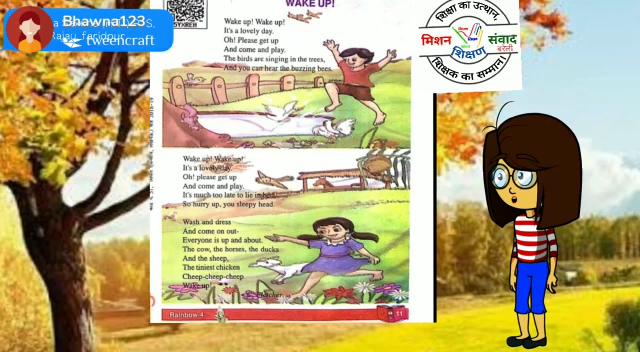 Bhawna123
tweencraft
WAKE UP!
Wake up! Wake up!
It's a lovely day.
Oh! Please get up
And come and play.
The birds are singing in the trees,
And you can hear the buzzing bees.
Wake up! Wake up!
It's a lovely day.
Oh! please get up
And come and play.
It's much too late to lie in bed,
So hurry up, you sleepy head.
Wash and dress
And come on out-
Everyone is up and about.
The cow, the horses, the ducks
And the sheep,
The tiniest chicken
Cheep-cheep-cheep.
Wake up!
Rainbow-4
11
शिक्षा का उत्थान,
मिशन
शिक्षण
संवाद
शिक्षक का सम्मान